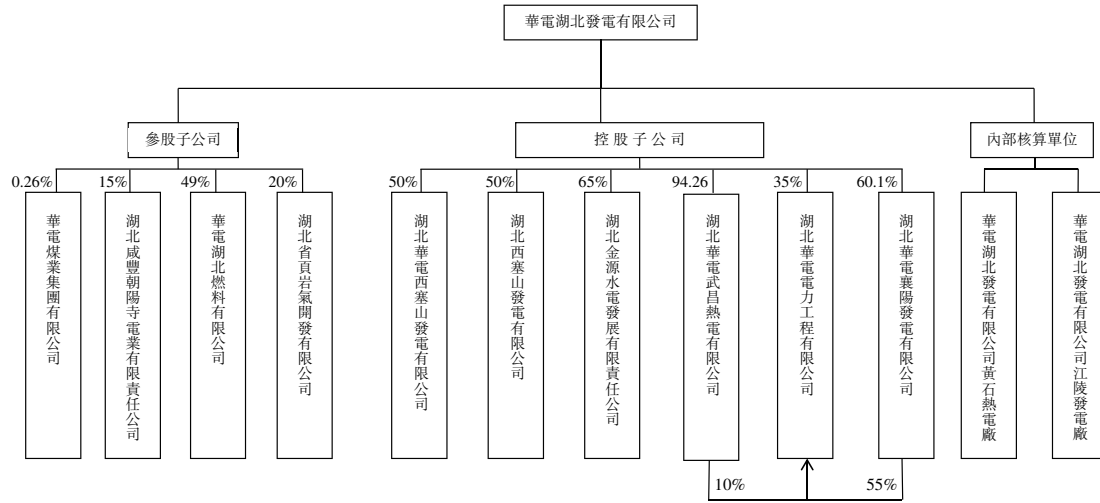 華電湖北發電有限公司
參股子公司
控 股 子 公 司
內部核算單位
0.26%
15%
49%
20%
50%
50%
65%
94.26
35%
60.1%
華電煤業集團有限公司
湖北咸豐朝陽寺電業有限責任公司
華電湖北燃料有限公司
湖北省頁岩氣開發有限公司
湖北華電西塞山發電有限公司
湖北西塞山發電有限公司
湖北金源水電發展有限責任公司
湖北華電武昌熱電有限公司
湖北華電電力工程有限公司
湖北華電襄陽發電有限公司
華電湖北發電有限公司黃石熱電廠
華電湖北發電有限公司江陵發電廠
10%
55%